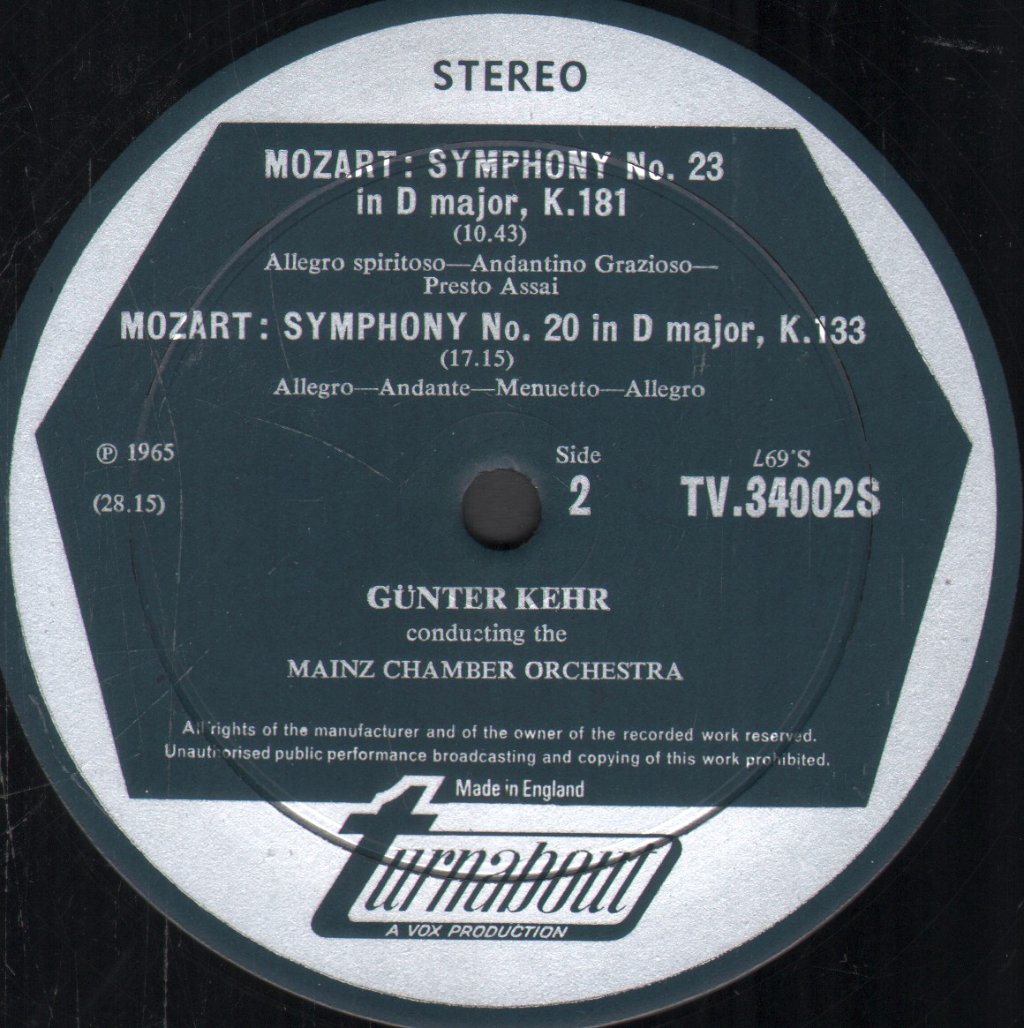 STEREO
MOZART: SYMPHONY No. 23
in D major, K.181
(10.43)
Allegro spiritoso—Andantino Grazioso—
Presto Assai
MOZART: SYMPHONY No. 20 in D major, K.133
(17.15)
Allegro—Andante—Menuetto—Allegro
℗ 1965
(28.15)
Side
2
S.697
TV.34002S
GÜNTER KEHR
conducting the
MAINZ CHAMBER ORCHESTRA
All rights of the manufacturer and of the owner of the recorded work reserved.
Unauthorised public performance broadcasting and copying of this work prohibited.
Made in England
turnabout
A VOX PRODUCTION